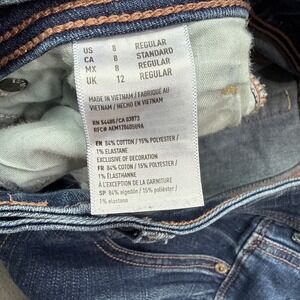 US 8 REGULAR
CA 8 STANDARD
MX 8 REGULAR
UK 12 REGULAR
MADE IN VIETNAM / FABRIQUÉ AU
VIETNAM / HECHO EN VIETNAM
RN 54485/CA 03873
EN 84% COTTON / 15% POLYESTER /
1% ELASTANE
EXCLUSIVE OF DECORATION
FR 84% COTON / 15% POLYESTER /
1% ÉLASTHANNE
À L'EXCEPTION DE LA GARNITURE
SP 84% algodón / 15% poliéster /
1% elastano